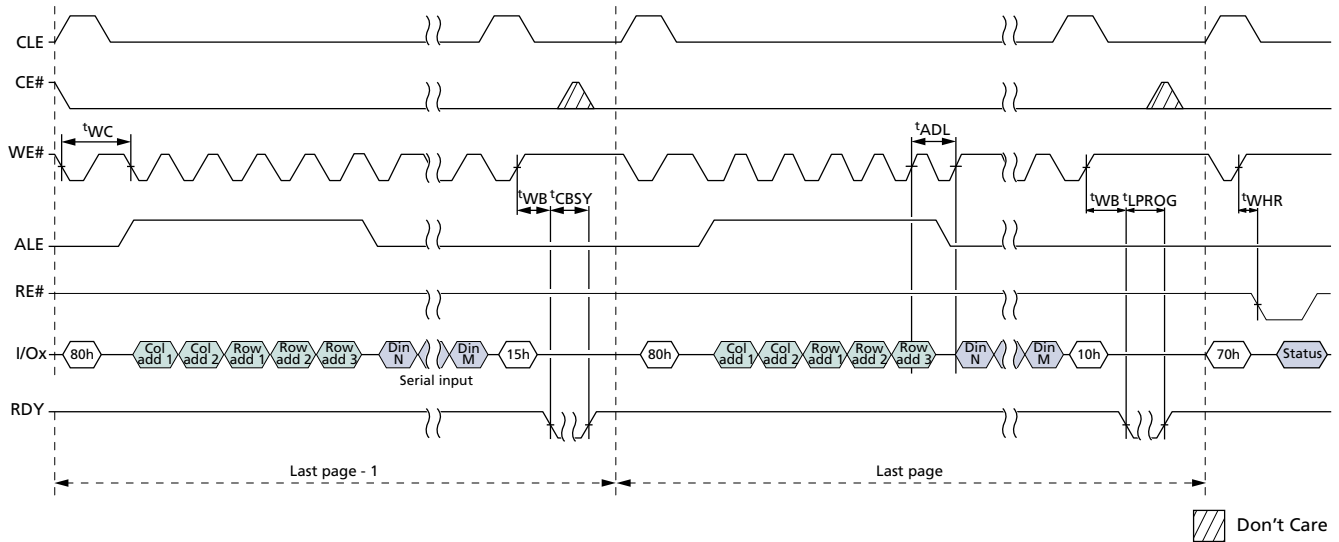 CLE
CE#
tWC
tADL
WE#
tWB tCBSY
tWB tLPROG
tWHR
ALE
RE#
I/Ox
80h
Col add 1
Col add 2
Row add 1
Row add 2
Row add 3
Din N
Din M
15h
80h
Col add 1
Col add 2
Row add 1
Row add 2
Row add 3
Din N
Din M
10h
70h
Status
Serial input
RDY
Last page - 1
Last page
Don't Care